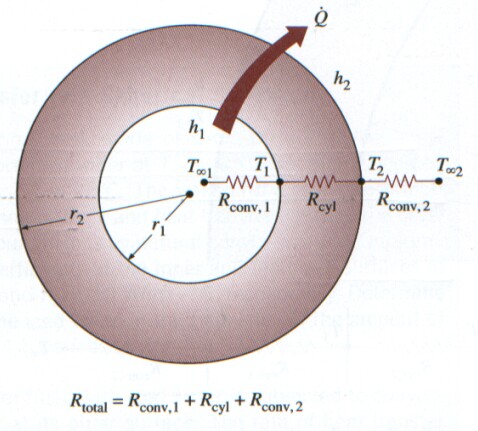 Q̇
h₂
h₁
T∞1 T₁ T₂ T∞2
Rconv, 1 Rcyl Rconv, 2
r₂
r₁
Rtotal = Rconv, 1 + Rcyl + Rconv, 2